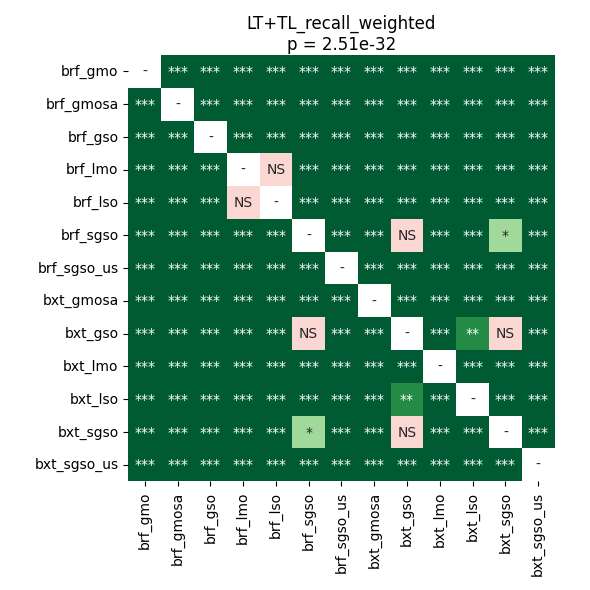 LT+TL_recall_weighted
p = 2.51e-32
brf_gmo - *** *** *** *** *** *** *** *** *** *** *** ***
brf_gmosa *** - *** *** *** *** *** *** *** *** *** *** ***
brf_gso *** *** - *** *** *** *** *** *** *** *** *** ***
brf_lmo *** *** *** - NS *** *** *** *** *** *** *** ***
brf_lso *** *** *** NS - *** *** *** *** *** *** *** ***
brf_sgso *** *** *** *** *** - *** *** NS *** *** * ***
brf_sgso_us *** *** *** *** *** *** - *** *** *** *** *** ***
bxt_gmosa *** *** *** *** *** *** *** - *** *** *** *** ***
bxt_gso *** *** *** *** *** NS *** *** - *** ** NS ***
bxt_lmo *** *** *** *** *** *** *** *** *** - *** *** ***
bxt_lso *** *** *** *** *** *** *** *** ** *** - *** ***
bxt_sgso *** *** *** *** *** * *** *** NS *** *** - ***
bxt_sgso_us *** *** *** *** *** *** *** *** *** *** *** *** -
brf_gmo
brf_gmosa
brf_gso
brf_lmo
brf_lso
brf_sgso
brf_sgso_us
bxt_gmosa
bxt_gso
bxt_lmo
bxt_lso
bxt_sgso
bxt_sgso_us